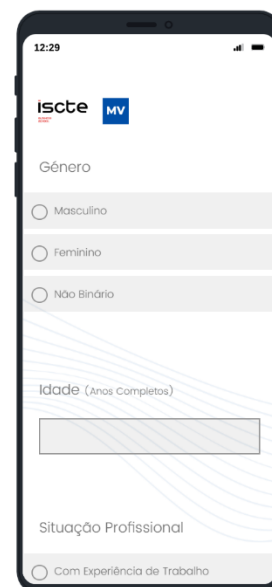 12:29
iscte MV
Género
Masculino
Feminino
Não Binário
Idade (Anos Completos)
Situação Profissional
Com Experiência de Trabalho